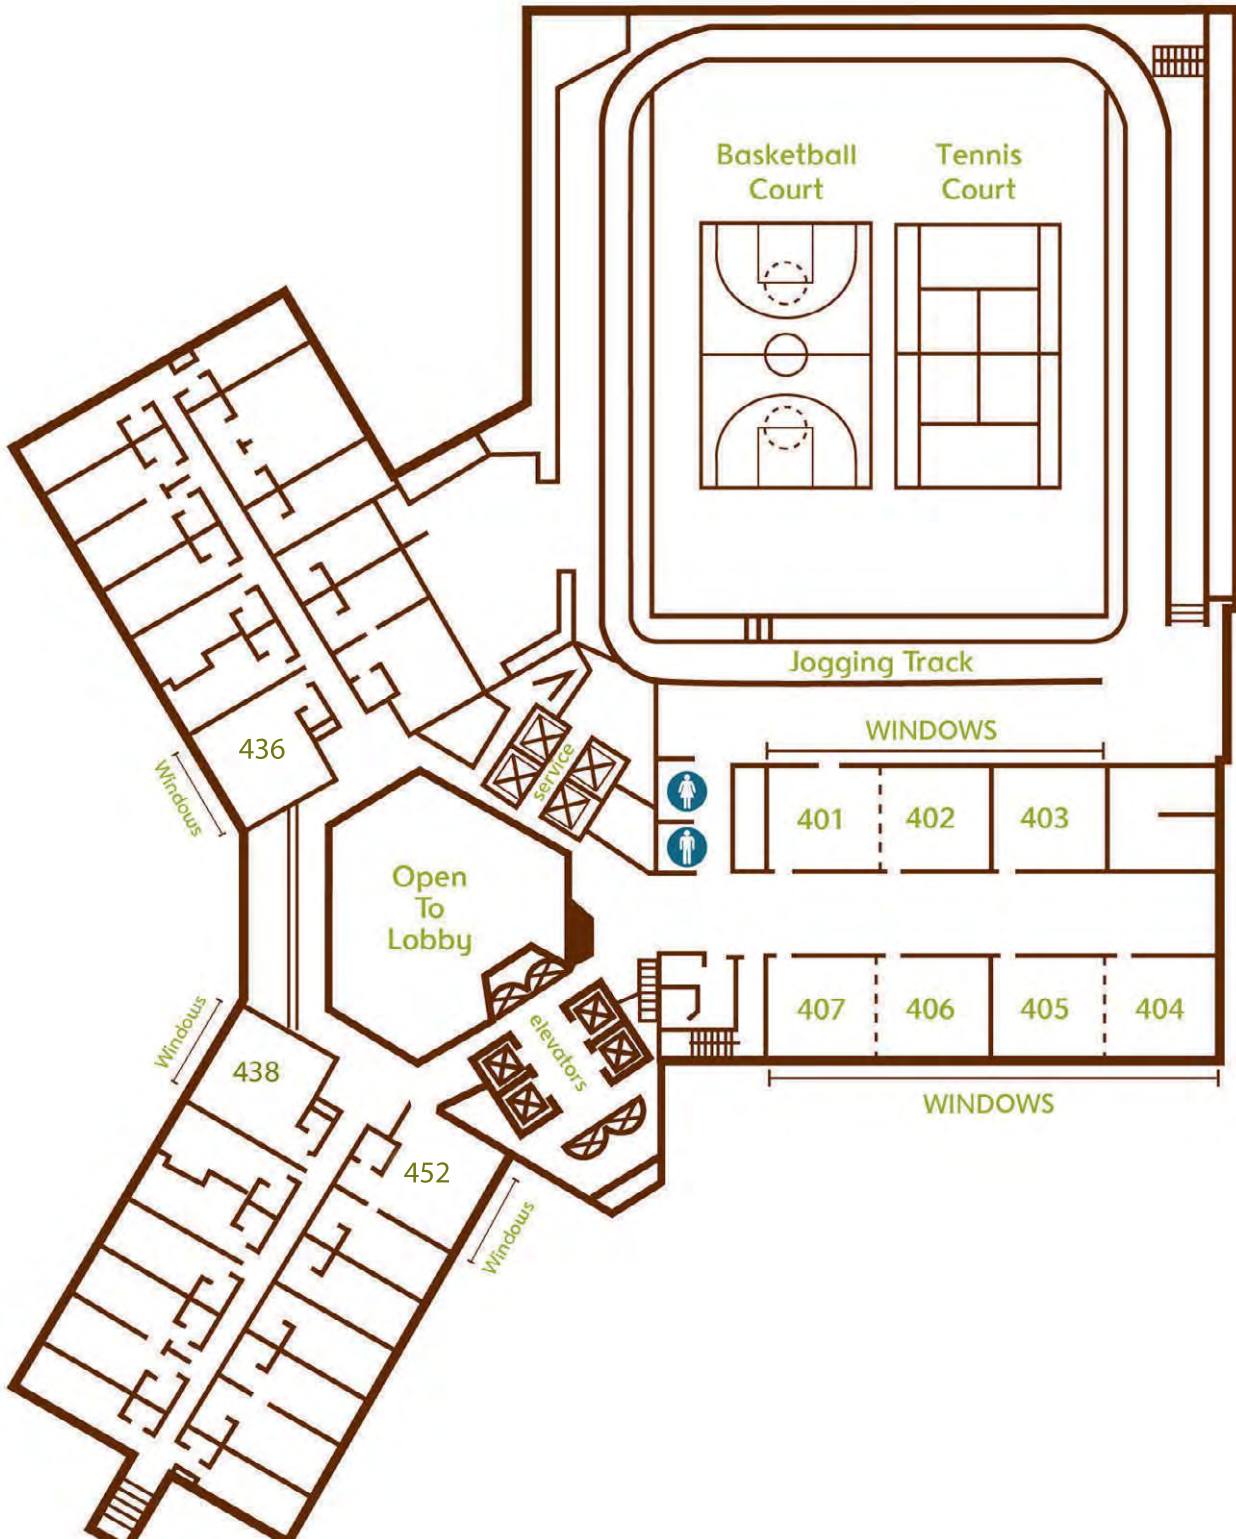 Basketball
Court
Tennis
Court
Jogging Track
WINDOWS
436
Windows
service
401
402
403
Open
To
Lobby
407
406
405
404
elevators
Windows
438
WINDOWS
452
Windows